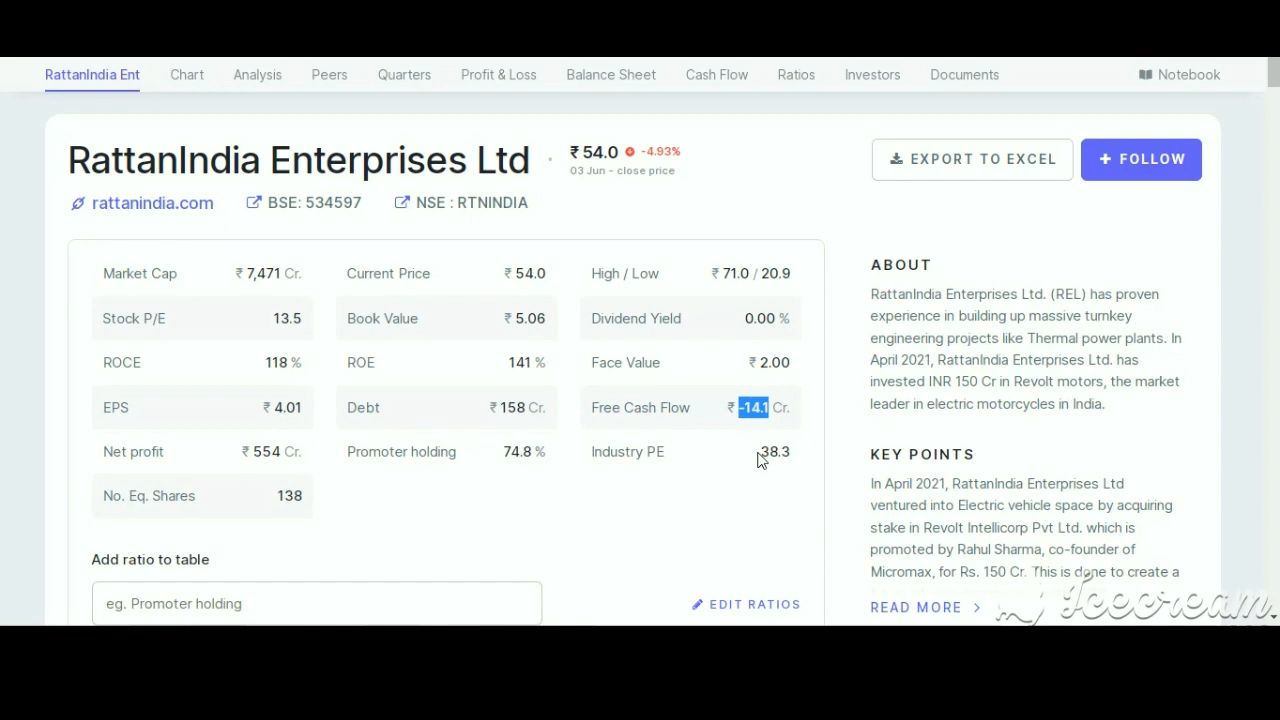 RattanIndia Ent Chart Analysis Peers Quarters Profit & Loss Balance Sheet Cash Flow Ratios Investors Documents Notebook
RattanIndia Enterprises Ltd
₹ 54.0 -4.93%
03 Jun - close price
EXPORT TO EXCEL
FOLLOW
rattanindia.com BSE: 534597 NSE : RTNINDIA
Market Cap ₹ 7,471 Cr.
Current Price ₹ 54.0
High / Low ₹ 71.0 / 20.9
Stock P/E 13.5
Book Value ₹ 5.06
Dividend Yield 0.00 %
ROCE 118 %
ROE 141 %
Face Value ₹ 2.00
EPS ₹ 4.01
Debt ₹ 158 Cr.
Free Cash Flow ₹ -14.1 Cr.
Net profit ₹ 554 Cr.
Promoter holding 74.8 %
Industry PE 38.3
No. Eq. Shares 138
Add ratio to table
eg. Promoter holding
EDIT RATIOS
ABOUT
RattanIndia Enterprises Ltd. (REL) has proven
experience in building up massive turnkey
engineering projects like Thermal power plants. In
April 2021, RattanIndia Enterprises Ltd. has
invested INR 150 Cr in Revolt motors, the market
leader in electric motorcycles in India.
KEY POINTS
In April 2021, RattanIndia Enterprises Ltd
ventured into Electric vehicle space by acquiring
stake in Revolt Intellicorp Pvt Ltd. which is
promoted by Rahul Sharma, co-founder of
Micromax, for Rs. 150 Cr. This is done to create a
READ MORE
Icecream